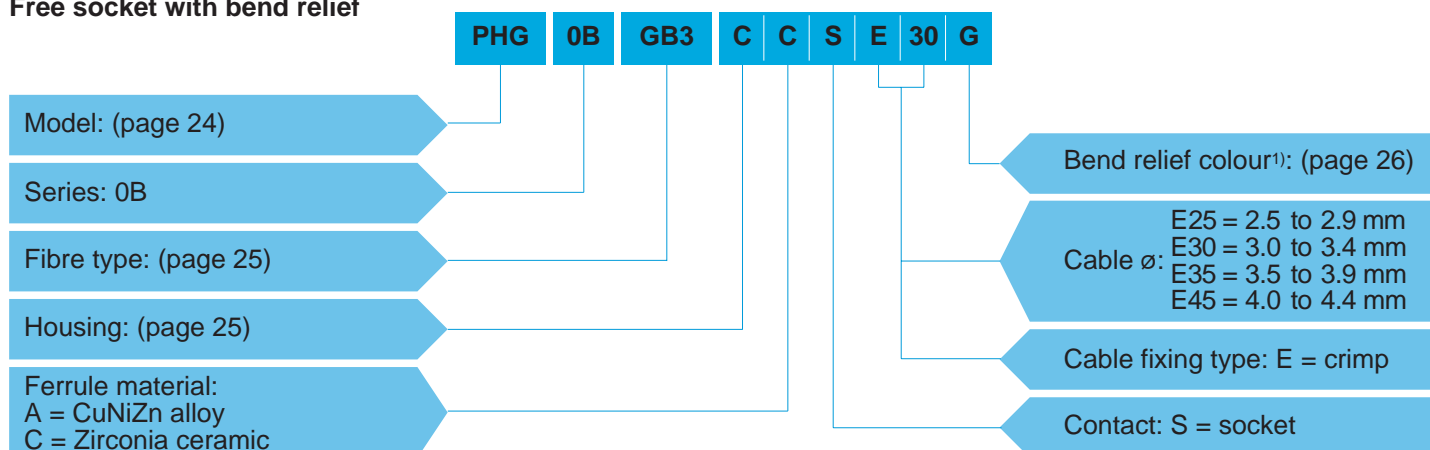 Free socket with bend relief
PHG 0B GB3 C C S E 30 G
Model: (page 24)
Series: 0B
Fibre type: (page 25)
Housing: (page 25)
Ferrule material:
A = CuNiZn alloy
C = Zirconia ceramic
Bend relief colour1): (page 26)
Cable ø:
E25 = 2.5 to 2.9 mm
E30 = 3.0 to 3.4 mm
E35 = 3.5 to 3.9 mm
E45 = 4.0 to 4.4 mm
Cable fixing type: E = crimp
Contact: S = socket